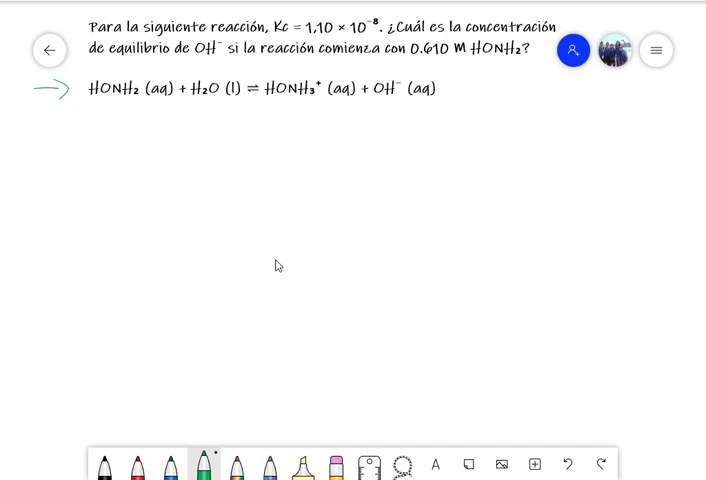 Para la siguiente reacción, Kc = 1,10 × 10⁻⁸. ¿Cuál es la concentración
de equilibrio de OH⁻ si la reacción comienza con 0.610 M HONH₂?
HONH₂ (aq) + H₂O (l) ⇌ HONH₃⁺ (aq) + OH⁻ (aq)
A